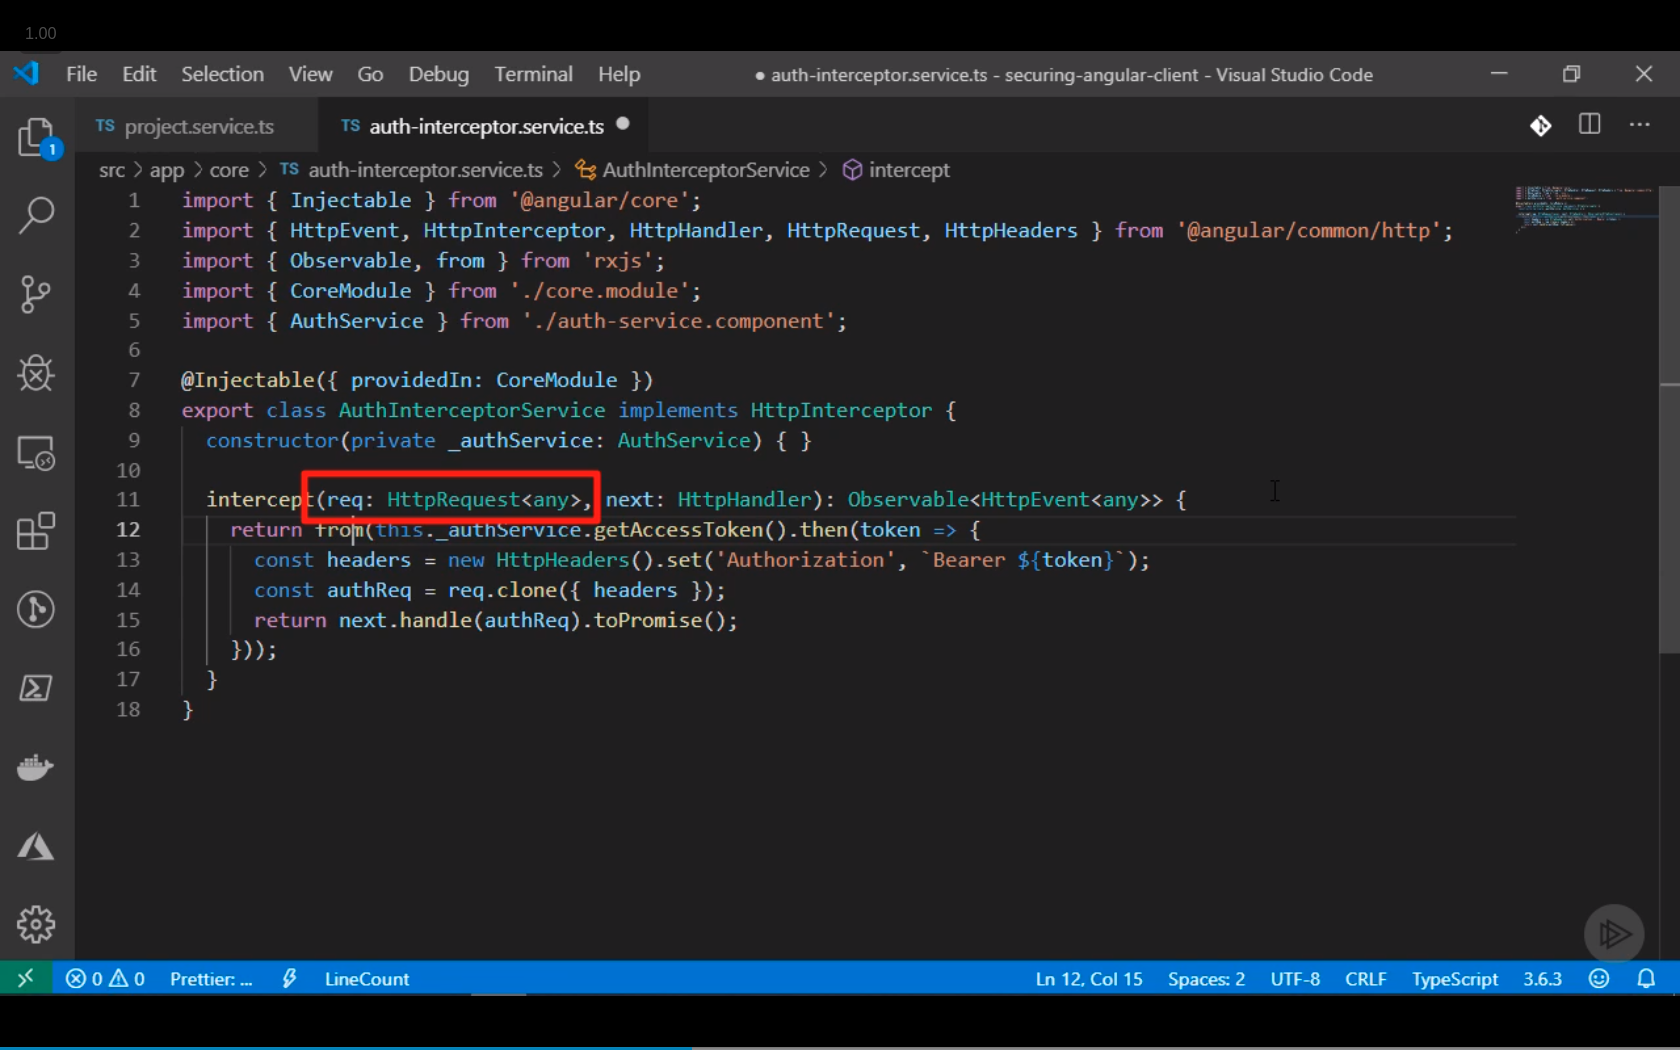 1.00
File Edit Selection View Go Debug Terminal Help ● auth-interceptor.service.ts - securing-angular-client - Visual Studio Code
TS project.service.ts TS auth-interceptor.service.ts ●
1
src > app > core > TS auth-interceptor.service.ts > AuthInterceptorService > intercept
1 import { Injectable } from '@angular/core';
2 import { HttpEvent, HttpInterceptor, HttpHandler, HttpRequest, HttpHeaders } from '@angular/common/http';
3 import { Observable, from } from 'rxjs';
4 import { CoreModule } from './core.module';
5 import { AuthService } from './auth-service.component';
6
7 @Injectable({ providedIn: CoreModule })
8 export class AuthInterceptorService implements HttpInterceptor {
9 constructor(private _authService: AuthService) { }
10
11 intercept(req: HttpRequest<any>, next: HttpHandler): Observable<HttpEvent<any>> {
12 return from(this._authService.getAccessToken().then(token => {
13 const headers = new HttpHeaders().set('Authorization', `Bearer ${token}`);
14 const authReq = req.clone({ headers });
15 return next.handle(authReq).toPromise();
16 }));
17 }
18 }
0 0 Prettier: ... LineCount Ln 12, Col 15 Spaces: 2 UTF-8 CRLF TypeScript 3.6.3